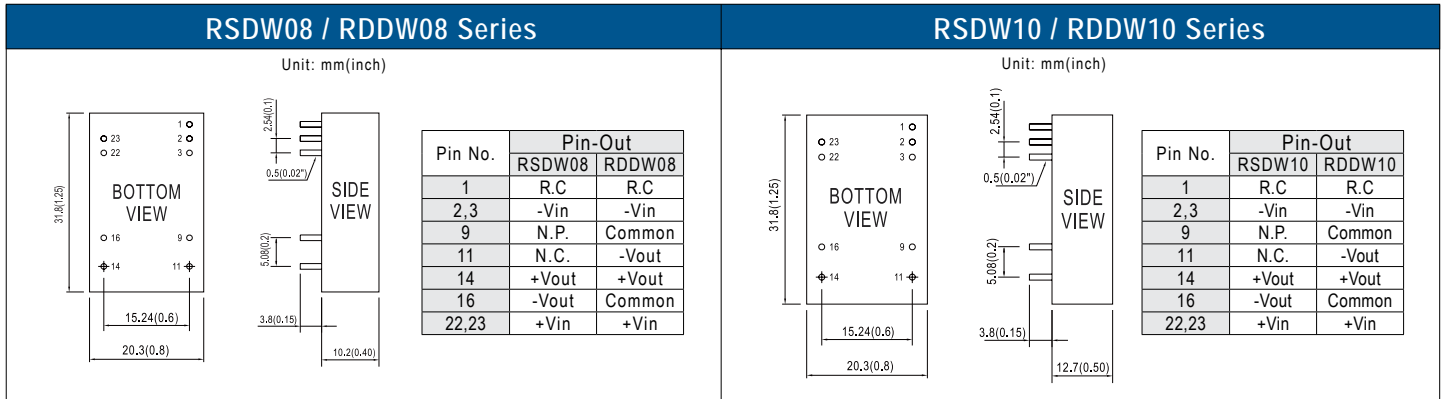 RSDW08 / RDDW08 Series
Unit: mm(inch)
31.8(1.25)
1
23
2
22
3
BOTTOM
VIEW
16
9
14
11
15.24(0.6)
20.3(0.8)
2.54(0.1)
0.5(0.02")
SIDE
VIEW
5.08(0.2)
3.8(0.15)
10.2(0.40)
Pin No. Pin-Out
RSDW08 RDDW08
1 R.C R.C
2,3 -Vin -Vin
9 N.P. Common
11 N.C. -Vout
14 +Vout +Vout
16 -Vout Common
22,23 +Vin +Vin
RSDW10 / RDDW10 Series
Unit: mm(inch)
31.8(1.25)
1
23
2
22
3
BOTTOM
VIEW
16
9
14
11
15.24(0.6)
20.3(0.8)
2.54(0.1)
0.5(0.02")
SIDE
VIEW
5.08(0.2)
3.8(0.15)
12.7(0.50)
Pin No. Pin-Out
RSDW10 RDDW10
1 R.C R.C
2,3 -Vin -Vin
9 N.P. Common
11 N.C. -Vout
14 +Vout +Vout
16 -Vout Common
22,23 +Vin +Vin